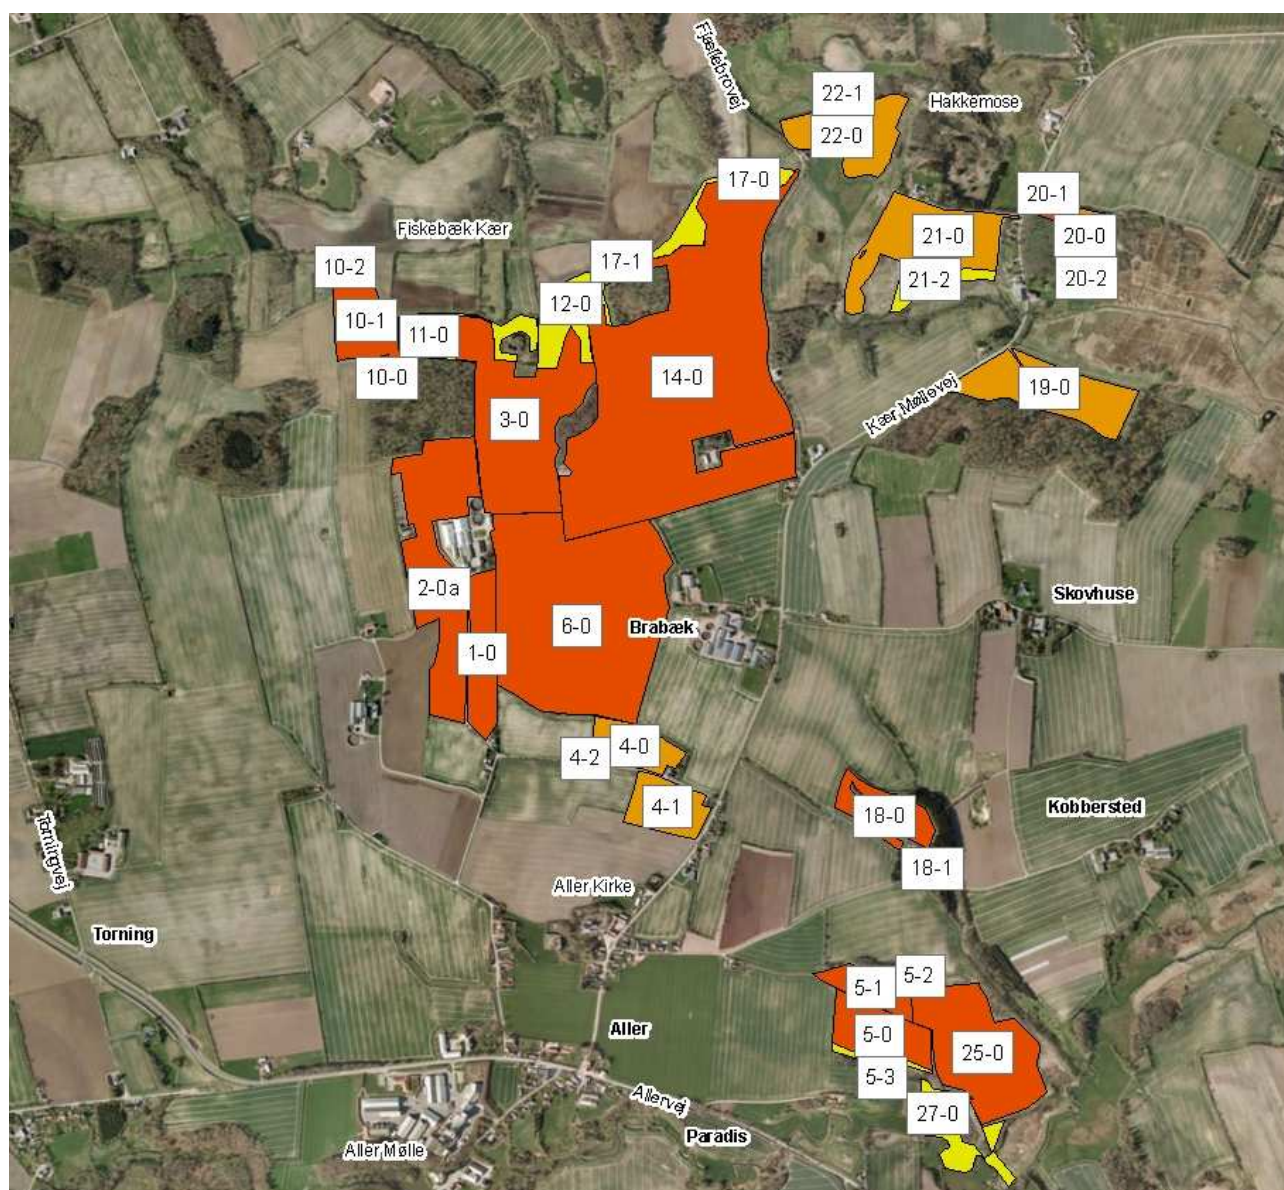 Fjællebrovej
22-1
Hakkemose
22-0
17-0
20-1
Fiskebæk Kær
21-0
20-0
10-2
17-1
21-2
20-2
12-0
10-1
11-0
10-0
14-0
19-0
Kær Møllevej
3-0
2-0a
Skovhuse
6-0
Brabæk
1-0
4-0
4-2
4-1
18-0
Kobbersted
Torningvej
18-1
Aller Kirke
Torning
5-2
5-1
Aller
5-0
25-0
5-3
Allervej
27-0
Paradis
Aller Mølle